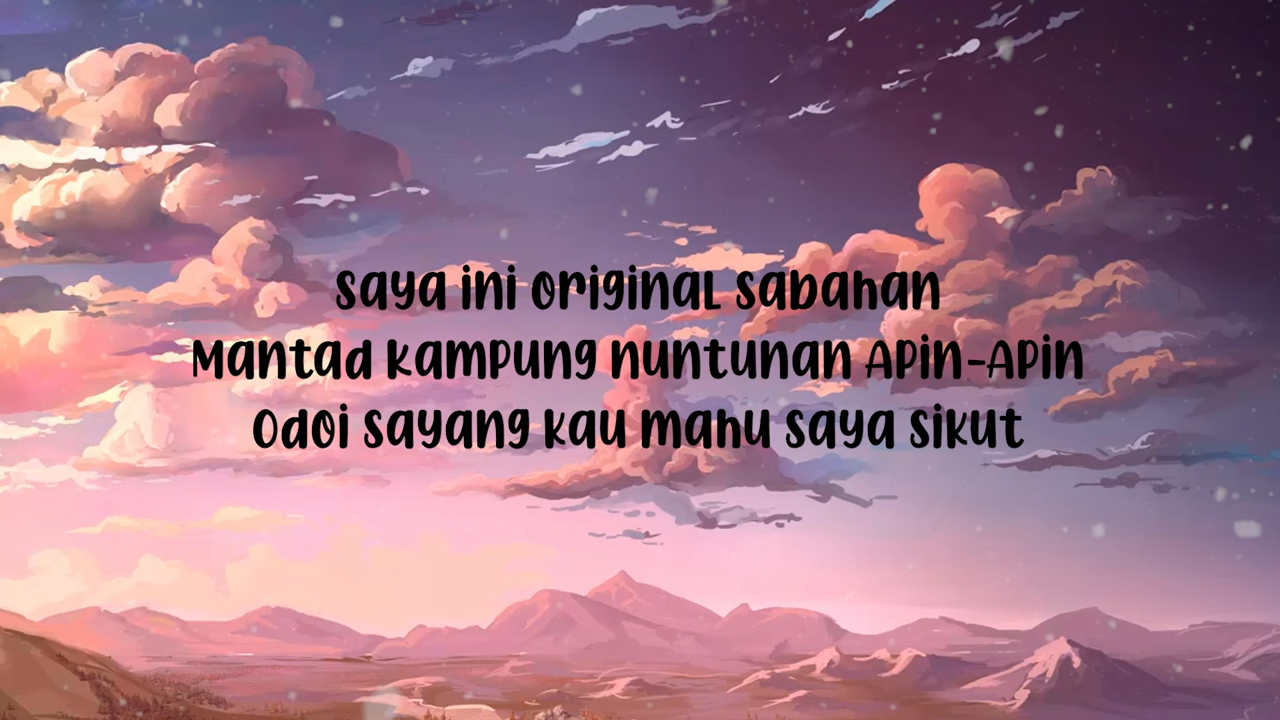 Saya ini original Sabahan
Mantad kampung nuntunan Apin-Apin
Odoi sayang kau mahu saya sikut